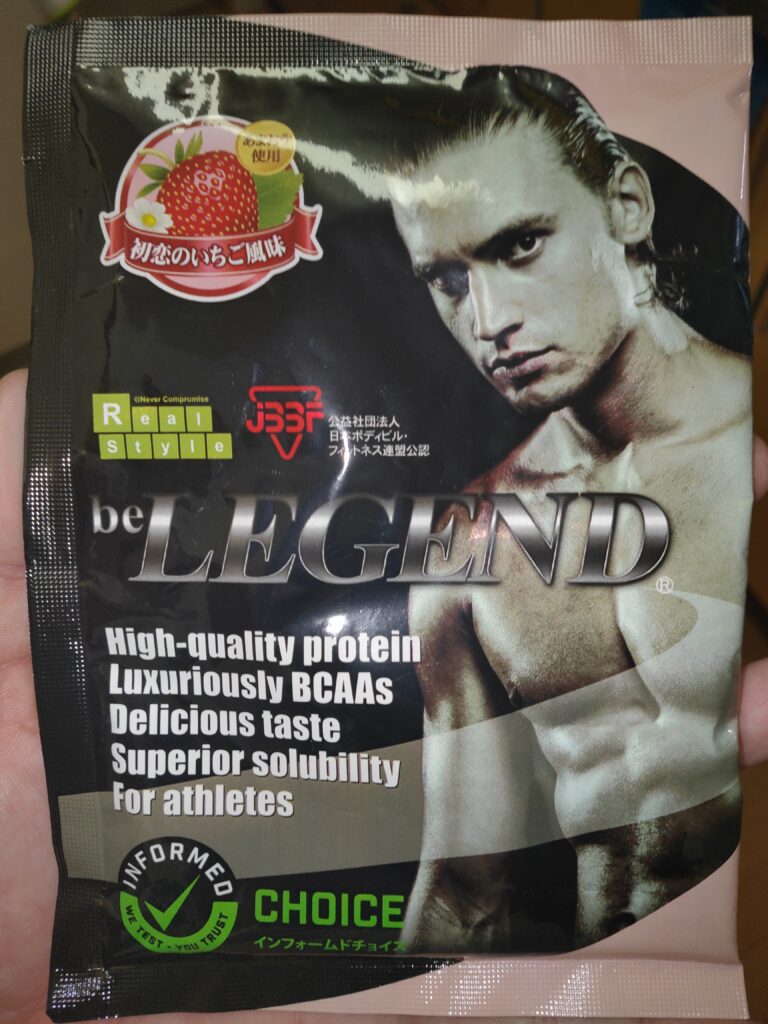 あまおう
使用
初恋のいちご風味
©Never Compromise
Real
Style
JBBF
公益社団法人
日本ボディビル・
フィットネス連盟公認
be LEGEND®
High-quality protein
Luxuriously BCAAs
Delicious taste
Superior solubility
For athletes
INFORMED
WE TEST · YOU TRUST
CHOICE
インフォームドチョイス